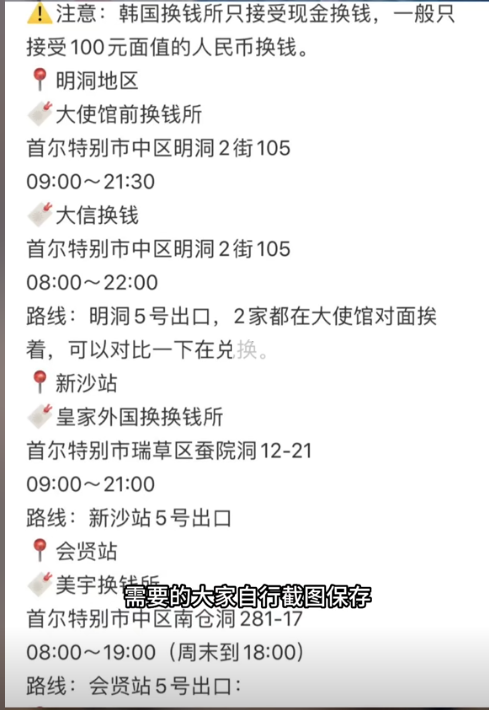 ⚠️注意：韩国换钱所只接受现金换钱，一般只
接受100元面值的人民币换钱。
📍明洞地区
🏷️大使馆前换钱所
首尔特别市中区明洞2街105
09:00～21:30
🏷️大信换钱
首尔特别市中区明洞2街105
08:00～22:00
路线：明洞5号出口，2家都在大使馆对面挨
着，可以对比一下在兑换。
📍新沙站
🏷️皇家外国换换钱所
首尔特别市瑞草区蚕院洞12-21
09:00～21:00
路线：新沙站5号出口
📍会贤站
🏷️美宇换钱所
需要的大家自行截图保存
首尔特别市中区南仓洞281-17
08:00～19:00（周末到18:00）
路线：会贤站5号出口：